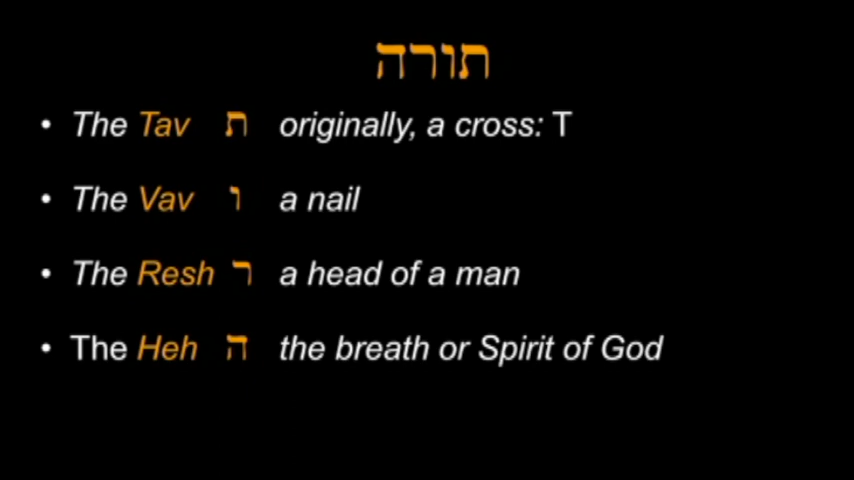 תורה
• The Tav ת originally, a cross: T
• The Vav ו a nail
• The Resh ר a head of a man
• The Heh ה the breath or Spirit of God